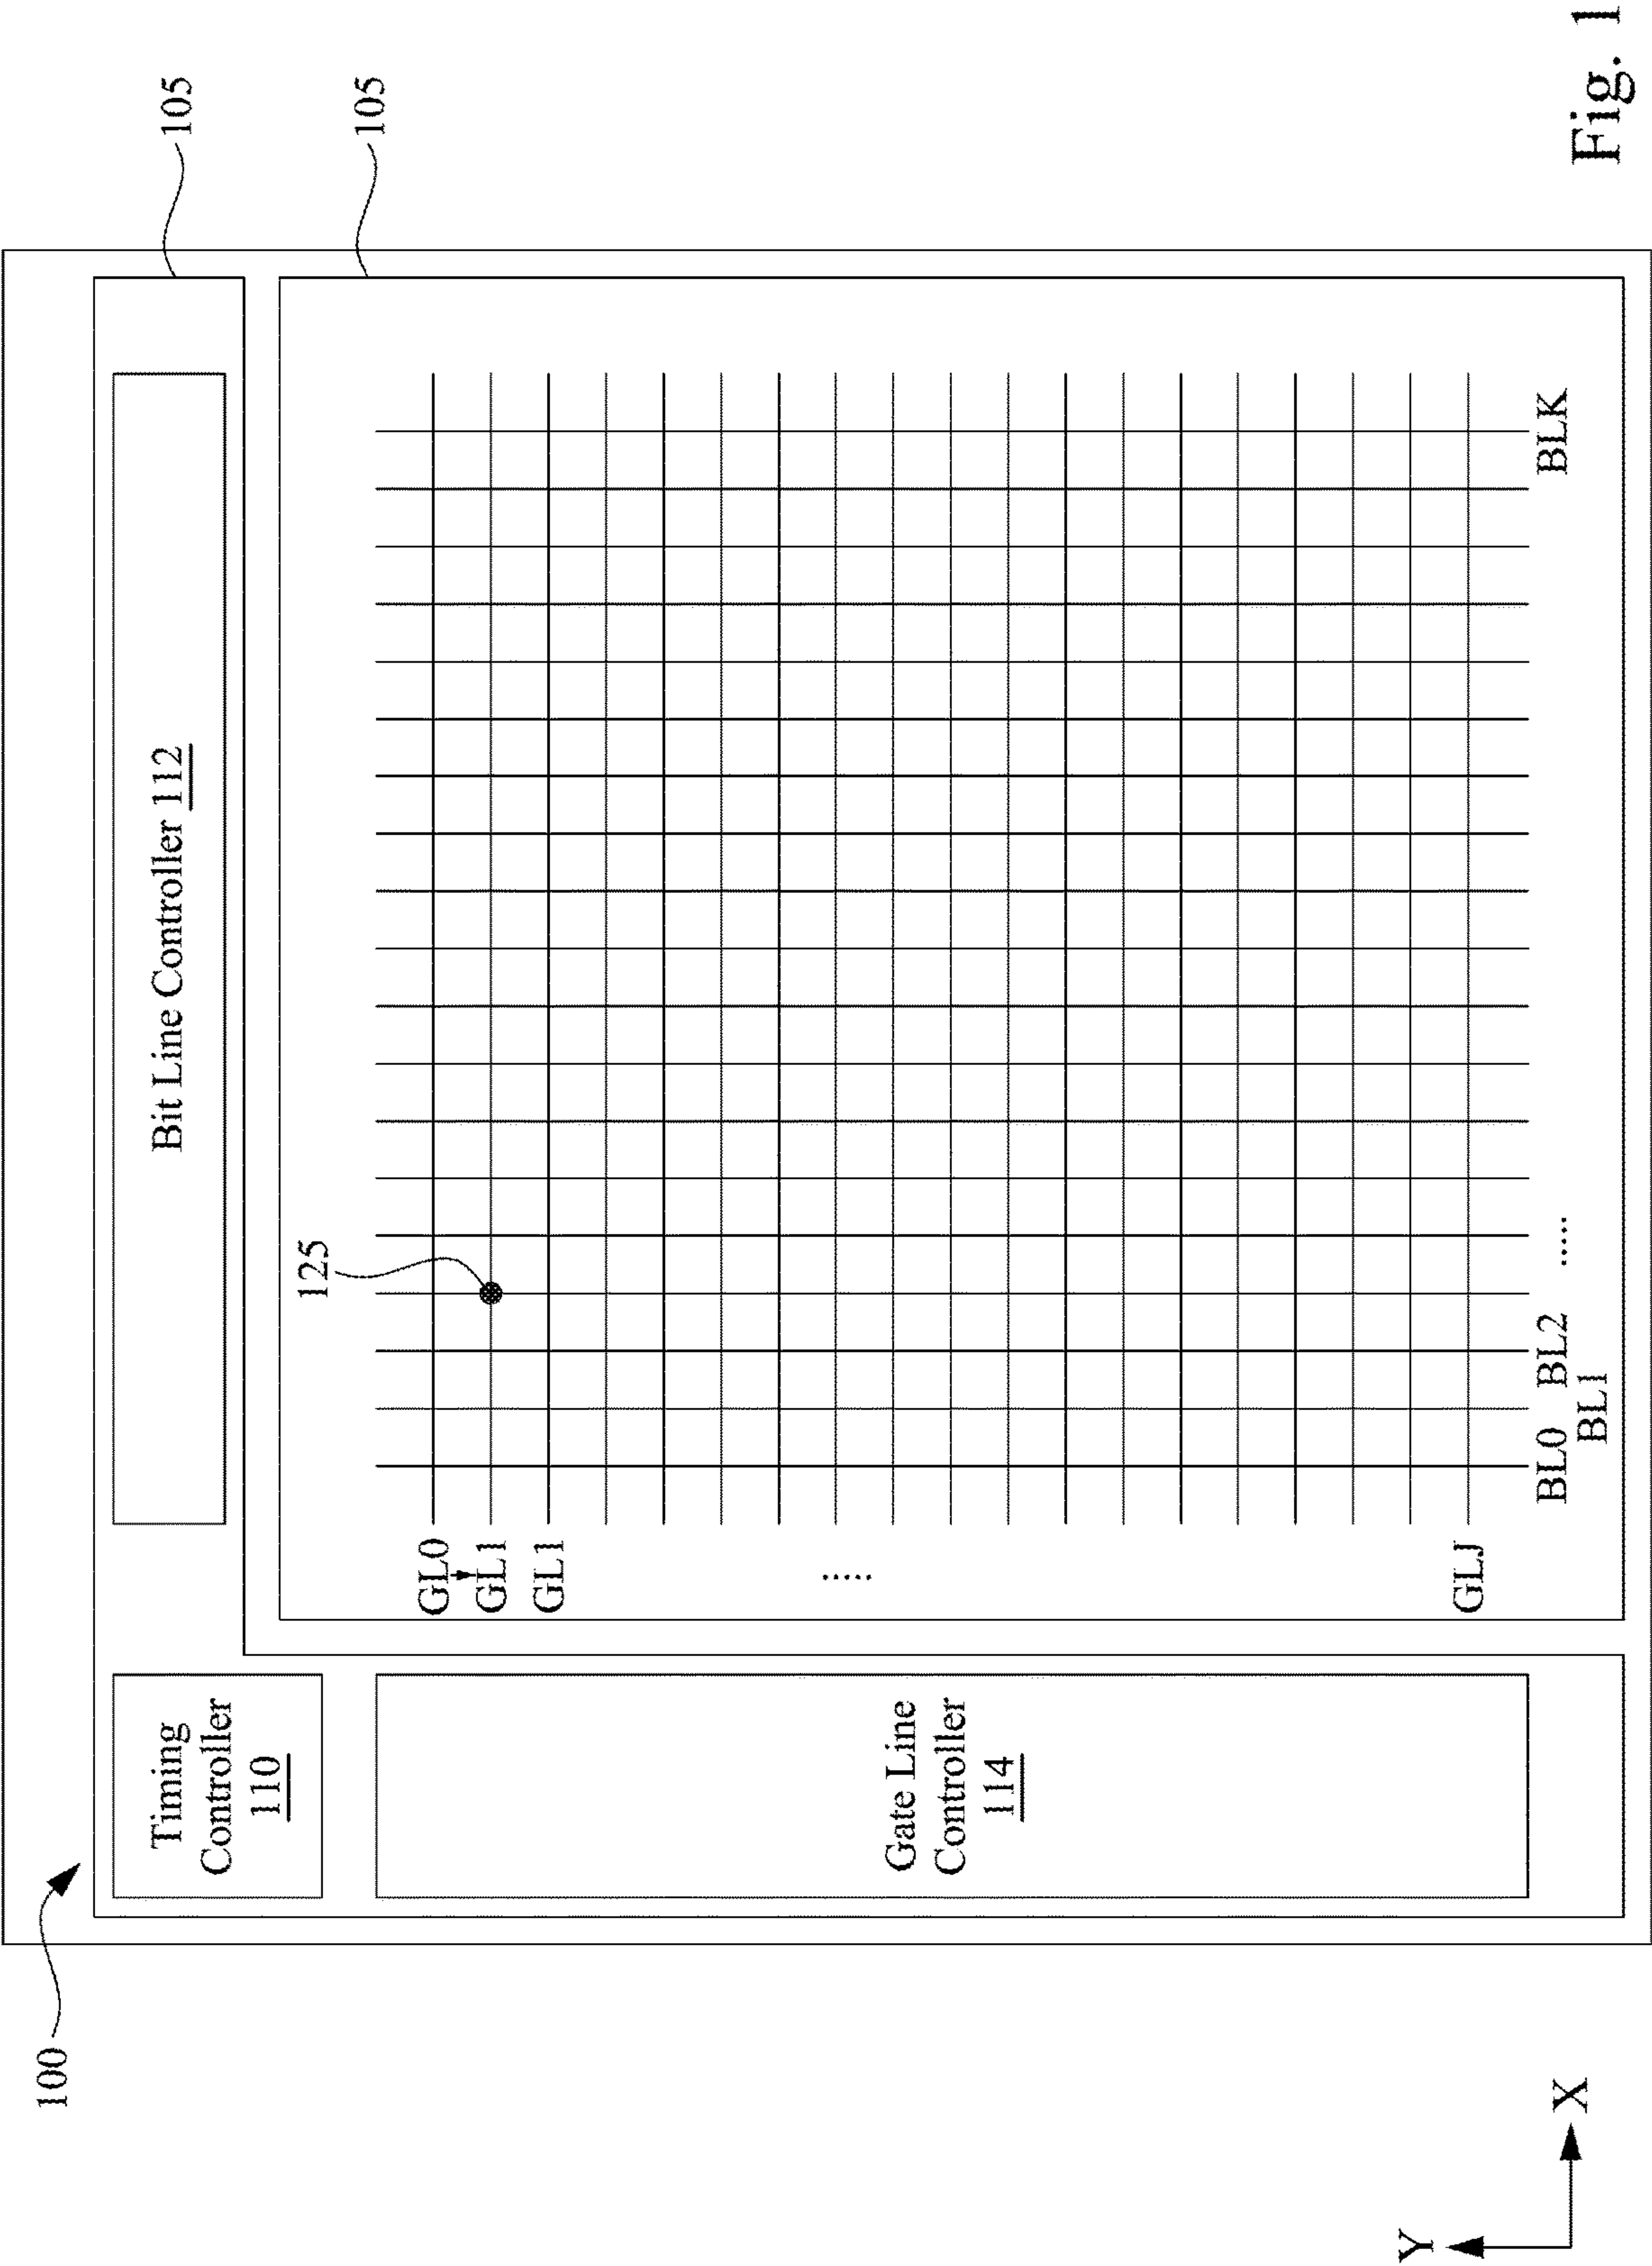 100
105
105
Timing
Controller
110
Bit Line Controller 112
125
GL0
GL1
GL1
.....
GLJ
Gate Line
Controller
114
BL0 BL2 ..... BLK
BL1
Y
X
Fig. 1